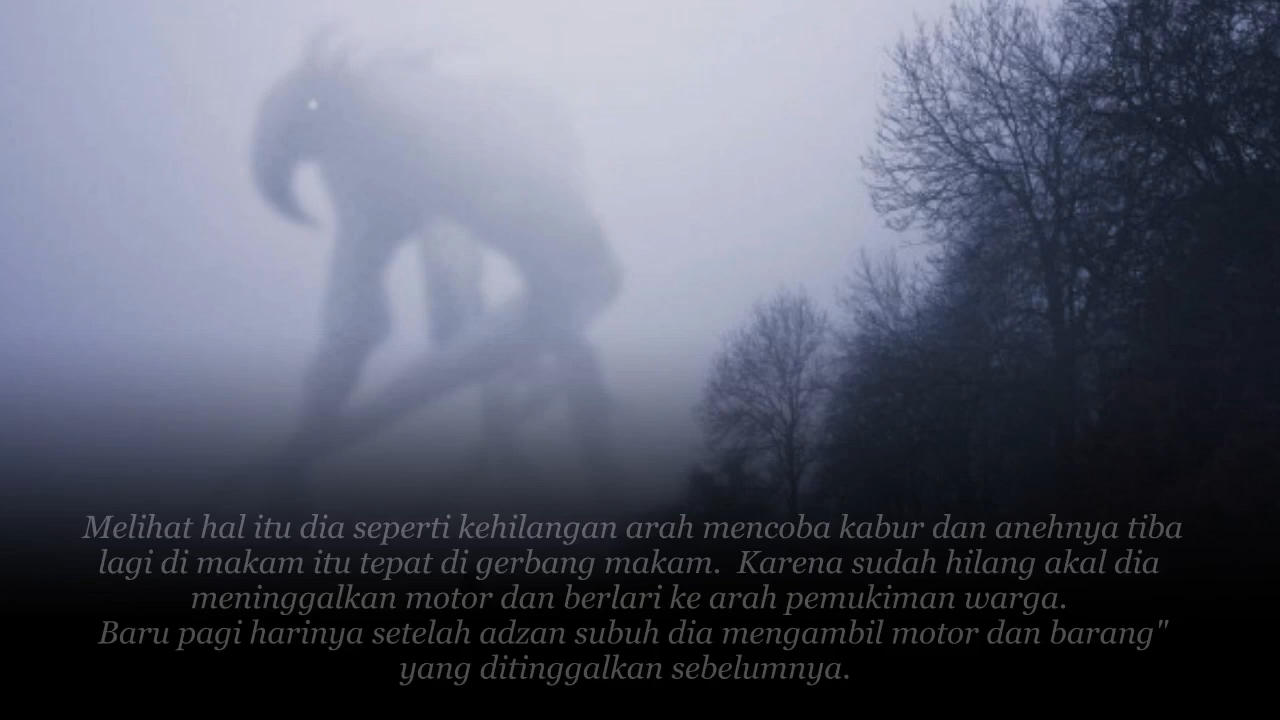 Melihat hal itu dia seperti kehilangan arah mencoba kabur dan anehnya tiba
lagi di makam itu tepat di gerbang makam.  Karena sudah hilang akal dia
meninggalkan motor dan berlari ke arah pemukiman warga.
Baru pagi harinya setelah adzan subuh dia mengambil motor dan barang"
yang ditinggalkan sebelumnya.